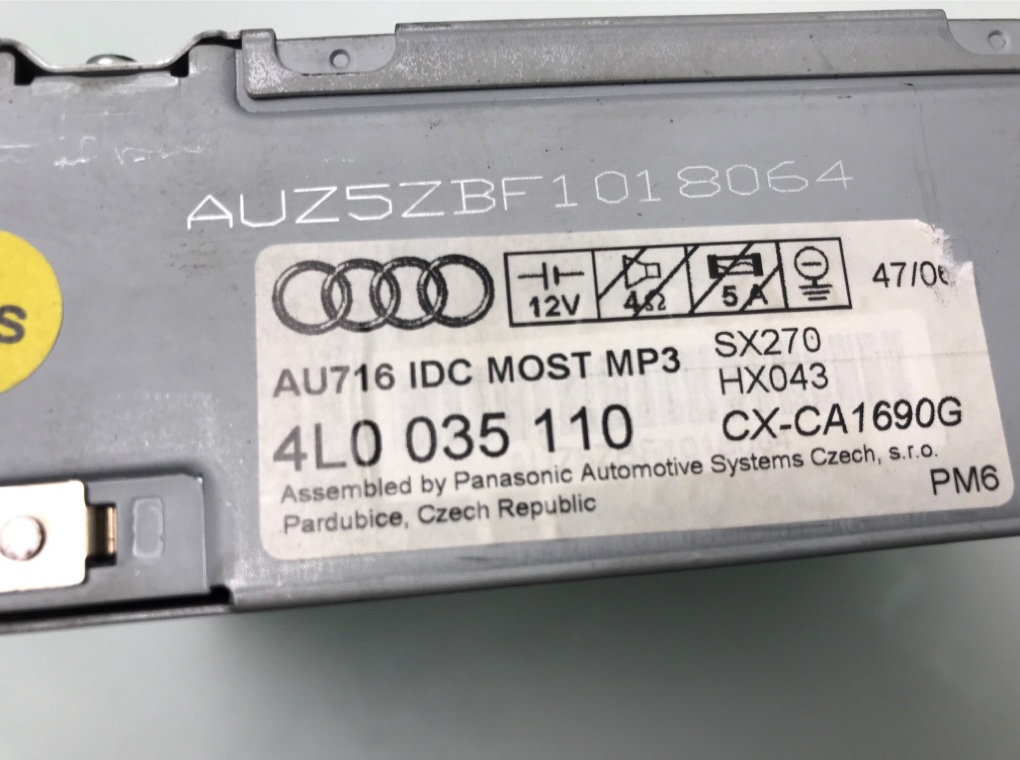 AUZ5ZBF1018064
S
12V
4Ω
5A
47/06
AU716 IDC MOST MP3
SX270
HX043
4L0 035 110
CX-CA1690G
Assembled by Panasonic Automotive Systems Czech, s.r.o.
Pardubice, Czech Republic
PM6